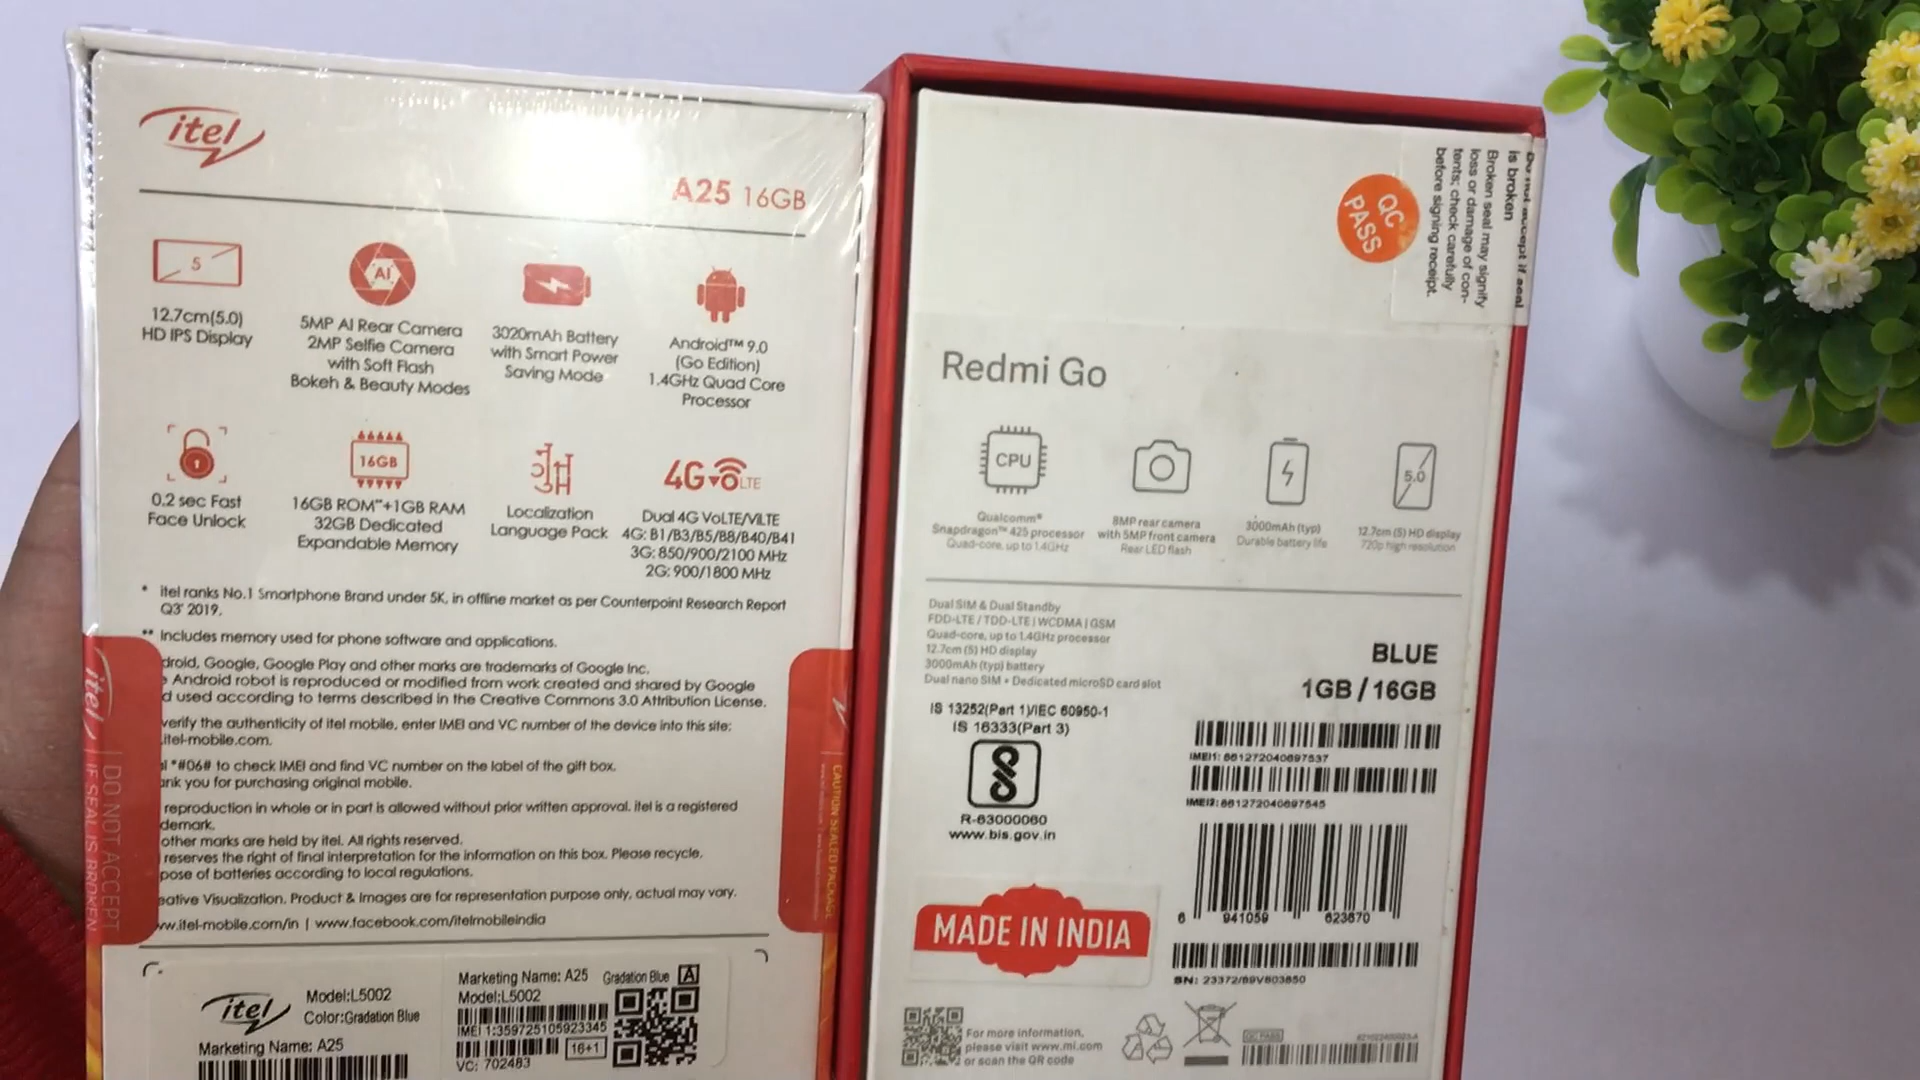 itel
A25 16GB
5
12.7cm(5.0)
HD IPS Display
AI
5MP AI Rear Camera
2MP Selfie Camera
with Soft Flash
Bokeh & Beauty Modes
3020mAh Battery
with Smart Power
Saving Mode
Android™ 9.0
(Go Edition)
1.4GHz Quad Core
Processor
0.2 sec Fast
Face Unlock
16GB
16GB ROM**+1GB RAM
32GB Dedicated
Expandable Memory
Localization
Language Pack
4G VoLTE
Dual 4G VoLTE/ViLTE
4G: B1/B3/B5/B8/B40/B41
3G: 850/900/2100 MHz
2G: 900/1800 MHz
* itel ranks No.1 Smartphone Brand under 5K, in offline market as per Counterpoint Research Report
Q3' 2019.
** Includes memory used for phone software and applications.
droid, Google, Google Play and other marks are trademarks of Google Inc.
Android robot is reproduced or modified from work created and shared by Google
d used according to terms described in the Creative Commons 3.0 Attribution License.
verify the authenticity of itel mobile, enter IMEI and VC number of the device into this site:
.itel-mobile.com.
*#06# to check IMEI and find VC number on the label of the gift box.
ank you for purchasing original mobile.
reproduction in whole or in part is allowed without prior written approval. itel is a registered
demark.
other marks are held by itel. All rights reserved.
reserves the right of final interpretation for the information on this box. Please recycle.
pose of batteries according to local regulations.
eative Visualization. Product & Images are for representation purpose only, actual may vary.
ww.itel-mobile.com/in | www.facebook.com/itelmobileindia
itel
DO NOT ACCEPT
IF SEAL IS BROKEN
CAUTION SEALED PACKAGE
itel
Model:L5002
Color:Gradation Blue
Marketing Name: A25
Marketing Name: A25 Gradation Blue A
Model:L5002
IMEI 1:359725105923345
16+1
VC: 702483
QC
PASS
Do not accept if seal
is broken
Broken seal may signify
loss or damage of con-
tents; check carefully
before signing receipt.
Redmi Go
CPU
Qualcomm®
Snapdragon™ 425 processor
Quad-core, up to 1.4GHz
8MP rear camera
with 5MP front camera
Rear LED flash
3000mAh (typ)
Durable battery life
5.0
12.7cm (5) HD display
720p high resolution
Dual SIM & Dual Standby
FDD-LTE / TDD-LTE | WCDMA | GSM
Quad-core, up to 1.4GHz processor
12.7cm (5) HD display
3000mAh (typ) battery
Dual nano SIM + Dedicated microSD card slot
BLUE
1GB / 16GB
IS 13252(Part 1)/IEC 60950-1
IS 16333(Part 3)
R-63000060
www.bis.gov.in
IMEI1: 861272040697537
IMEI2: 861272040697545
6 941059 623670
MADE IN INDIA
SN: 23372/89V603650
For more information,
please visit www.mi.com
or scan the QR code
QC PASS